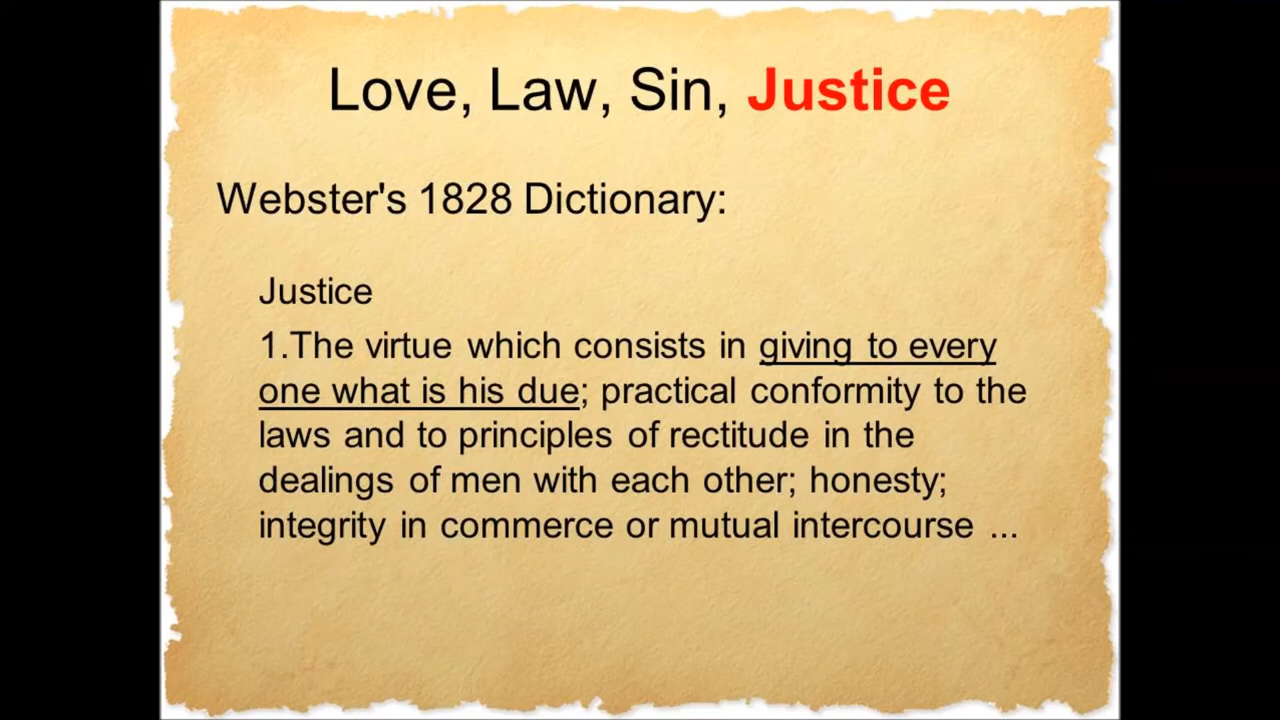 Love, Law, Sin, Justice
Webster's 1828 Dictionary:
Justice
1.The virtue which consists in giving to every
one what is his due; practical conformity to the
laws and to principles of rectitude in the
dealings of men with each other; honesty;
integrity in commerce or mutual intercourse ...